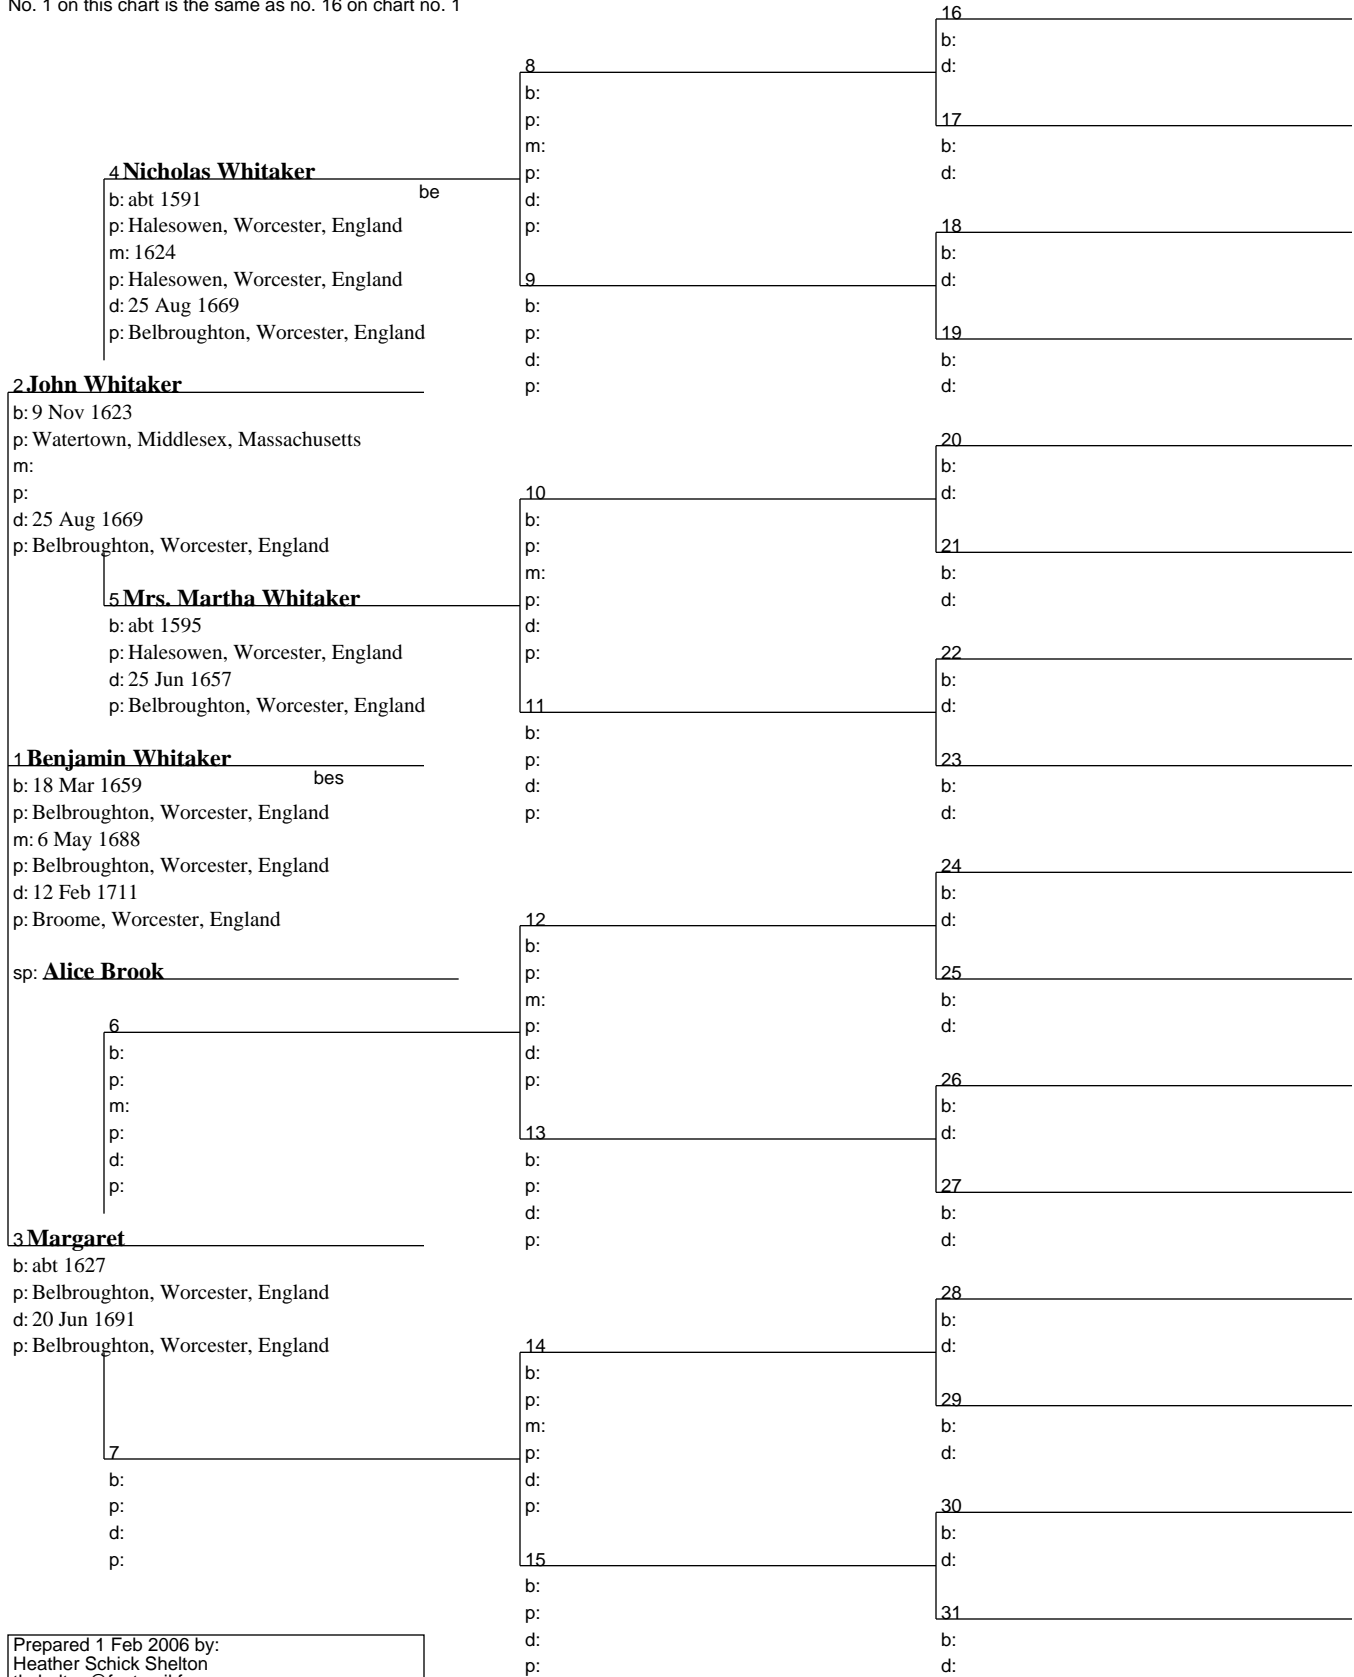 No. 1 on this chart is the same as no. 16 on chart no. 1
4 Nicholas Whitaker
be
b: abt 1591
p: Halesowen, Worcester, England
m: 1624
p: Halesowen, Worcester, England
d: 25 Aug 1669
p: Belbroughton, Worcester, England
2 John Whitaker
b: 9 Nov 1623
p: Watertown, Middlesex, Massachusetts
m:
p:
d: 25 Aug 1669
p: Belbroughton, Worcester, England
5 Mrs. Martha Whitaker
b: abt 1595
p: Halesowen, Worcester, England
d: 25 Jun 1657
p: Belbroughton, Worcester, England
1 Benjamin Whitaker
bes
b: 18 Mar 1659
p: Belbroughton, Worcester, England
m: 6 May 1688
p: Belbroughton, Worcester, England
d: 12 Feb 1711
p: Broome, Worcester, England
sp: Alice Brook
6
b:
p:
m:
p:
d:
p:
3 Margaret
b: abt 1627
p: Belbroughton, Worcester, England
d: 20 Jun 1691
p: Belbroughton, Worcester, England
7
b:
p:
d:
p:
Prepared 1 Feb 2006 by:
Heather Schick Shelton
8
b:
p:
m:
p:
d:
p:
9
b:
p:
d:
p:
10
b:
p:
m:
p:
d:
p:
11
b:
p:
d:
p:
12
b:
p:
m:
p:
d:
p:
13
b:
p:
d:
p:
14
b:
p:
m:
p:
d:
p:
15
b:
p:
d:
p:
16
b:
d:
17
b:
d:
18
b:
d:
19
b:
d:
20
b:
d:
21
b:
d:
22
b:
d:
23
b:
d:
24
b:
d:
25
b:
d:
26
b:
d:
27
b:
d:
28
b:
d:
29
b:
d:
30
b:
d:
31
b:
d: